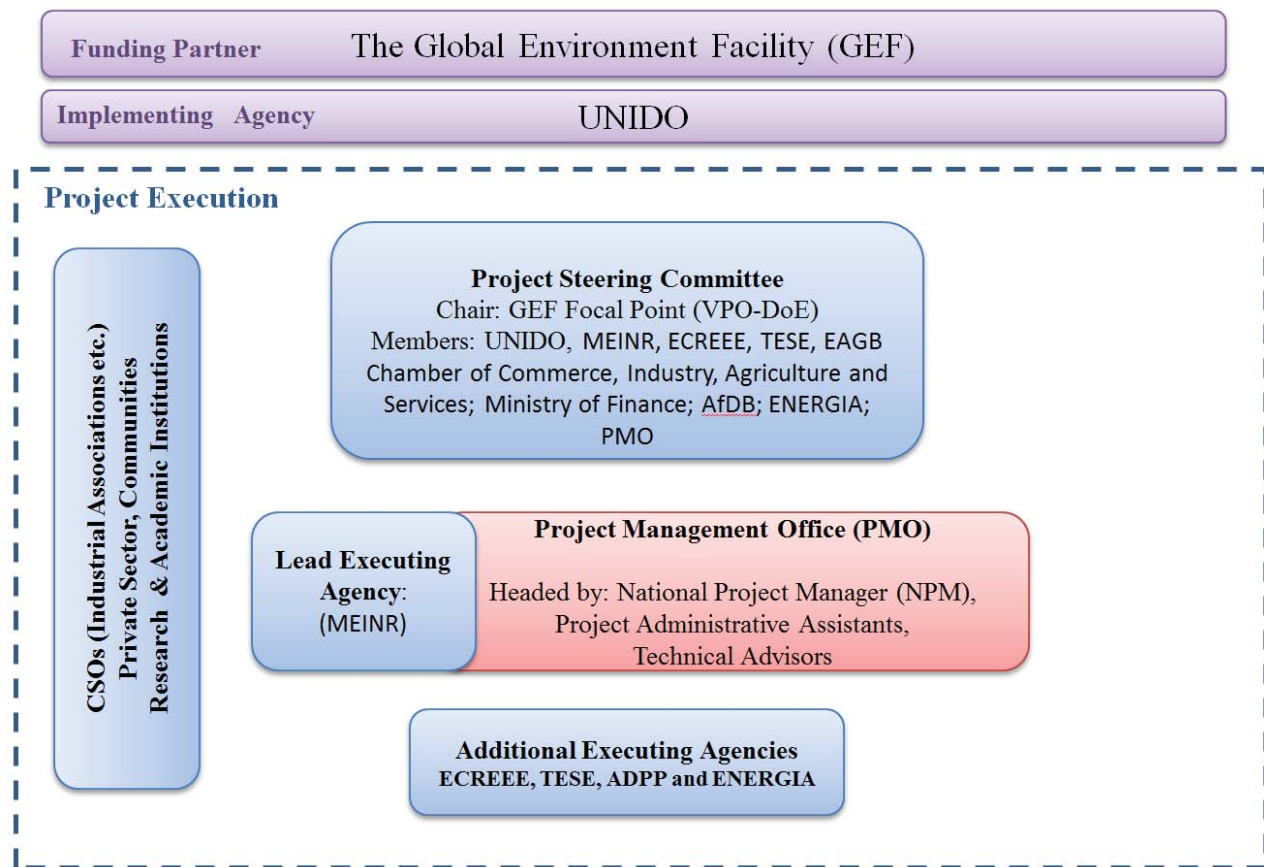 Funding Partner The Global Environment Facility (GEF)
Implementing Agency UNIDO
Project Execution
CSOs (Industrial Associations etc.)
Private Sector, Communities
Research & Academic Institutions
Project Steering Committee
Chair: GEF Focal Point (VPO-DoE)
Members: UNIDO, MEINR, ECREEE, TESE, EAGB
Chamber of Commerce, Industry, Agriculture and
Services; Ministry of Finance; AfDB; ENERGIA;
PMO
Lead Executing
Agency:
(MEINR)
Project Management Office (PMO)
Headed by: National Project Manager (NPM),
Project Administrative Assistants,
Technical Advisors
Additional Executing Agencies
ECREEE, TESE, ADPP and ENERGIA